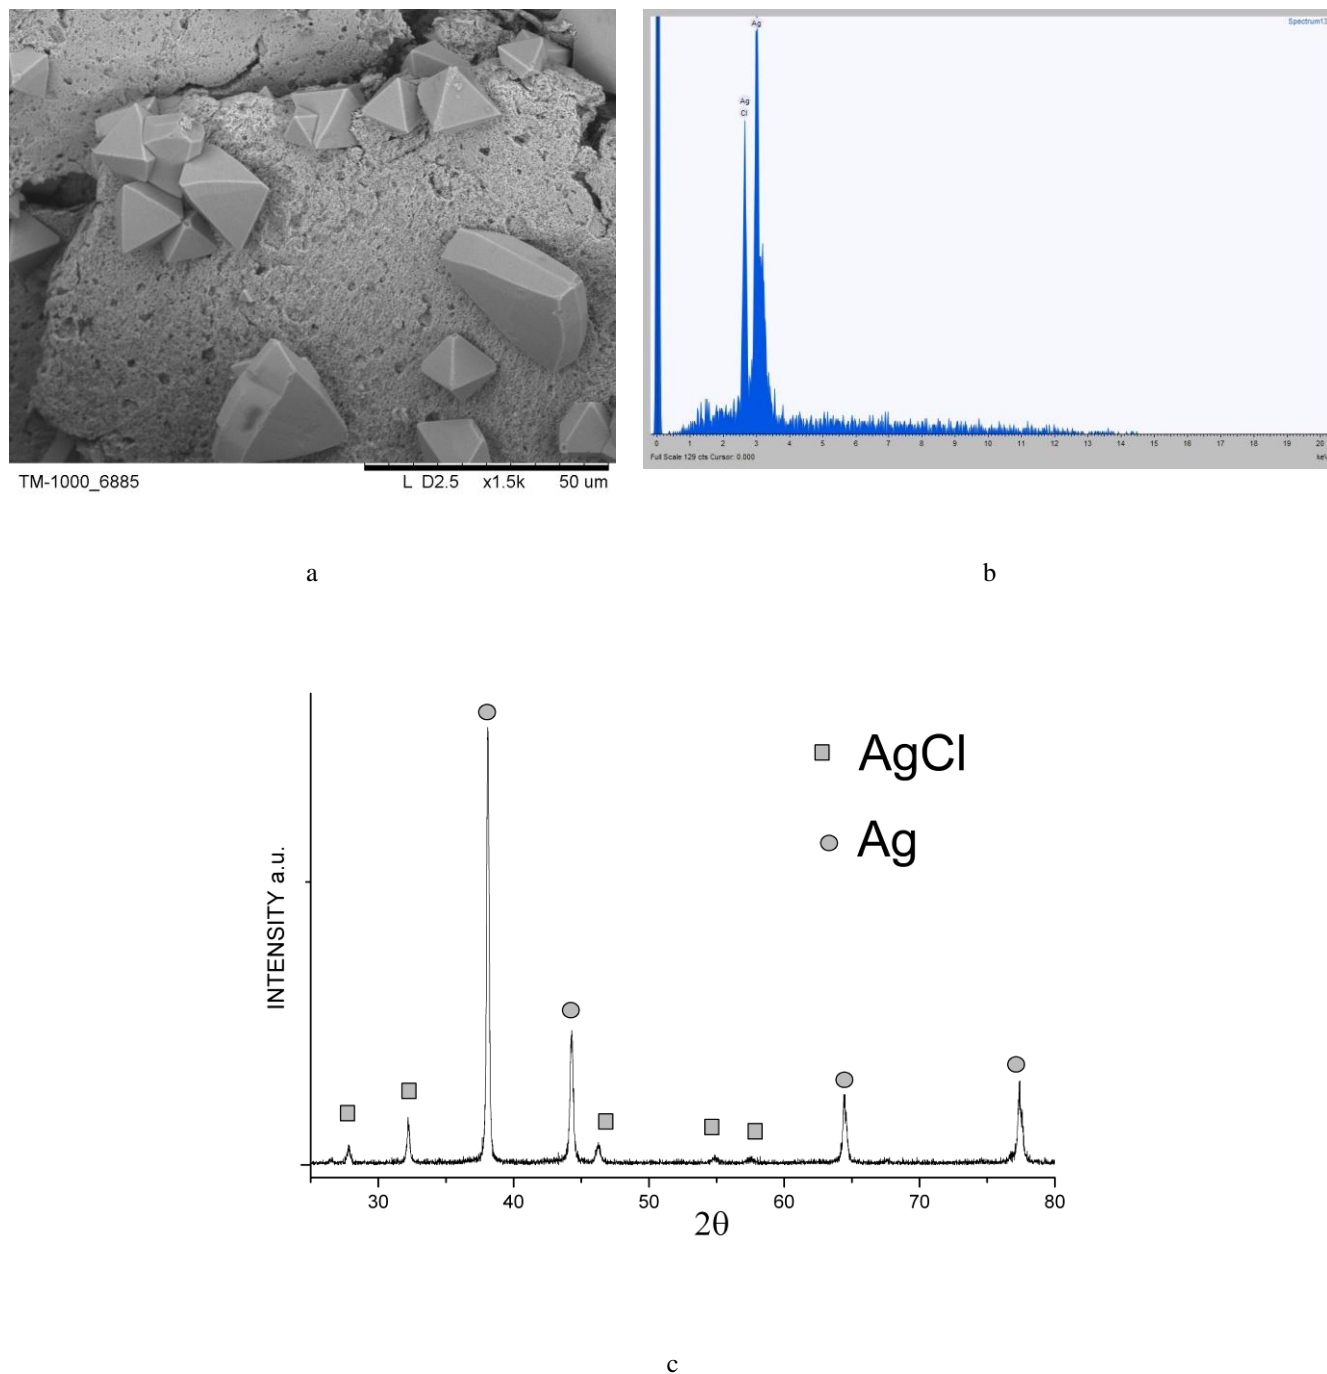 Ag
Spectrum13
Ag
Cl
0 1 2 3 4 5 6 7 8 9 10 11 12 13 14 15 16 17 18 19 20
Full Scale 129 cts Cursor: 0.000
keV
TM-1000_6885 L D2.5 x1.5k 50 um
a
b
AgCl
Ag
INTENSITY a.u.
30 40 50 60 70 80
2θ
c